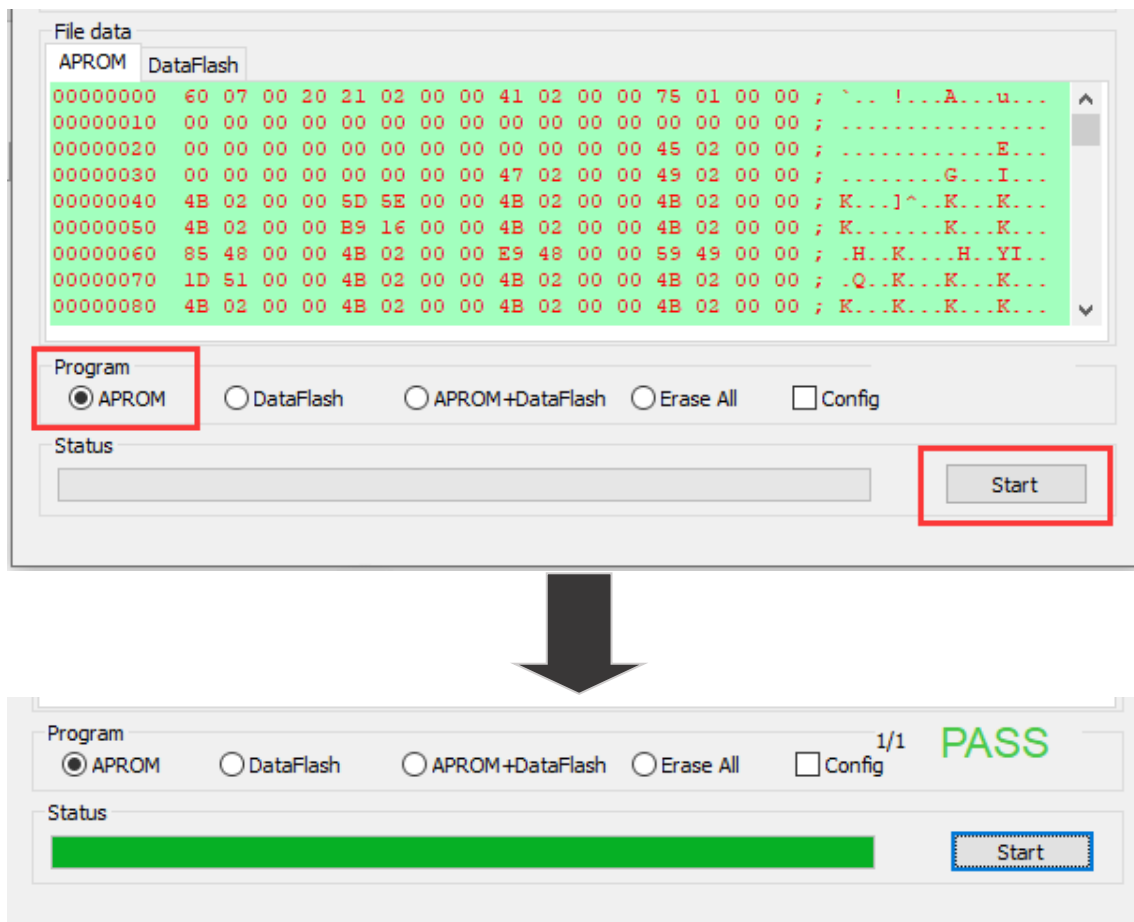 File data
APROM DataFlash
00000000 60 07 00 20 21 02 00 00 41 02 00 00 75 01 00 00 ; `.. !...A...u...
00000010 00 00 00 00 00 00 00 00 00 00 00 00 00 00 00 00 ; ................
00000020 00 00 00 00 00 00 00 00 00 00 00 00 45 02 00 00 ; ............E...
00000030 00 00 00 00 00 00 00 00 47 02 00 00 49 02 00 00 ; ........G...I...
00000040 4B 02 00 00 5D 5E 00 00 4B 02 00 00 4B 02 00 00 ; K...]^..K...K...
00000050 4B 02 00 00 B9 16 00 00 4B 02 00 00 4B 02 00 00 ; K.......K...K...
00000060 85 48 00 00 4B 02 00 00 E9 48 00 00 59 49 00 00 ; .H..K....H..YI..
00000070 1D 51 00 00 4B 02 00 00 4B 02 00 00 4B 02 00 00 ; .Q..K...K...K...
00000080 4B 02 00 00 4B 02 00 00 4B 02 00 00 4B 02 00 00 ; K...K...K...K...
Program
APROM DataFlash APROM+DataFlash Erase All Config
Status
Start
Program
1/1 PASS
APROM DataFlash APROM+DataFlash Erase All Config
Status
Start